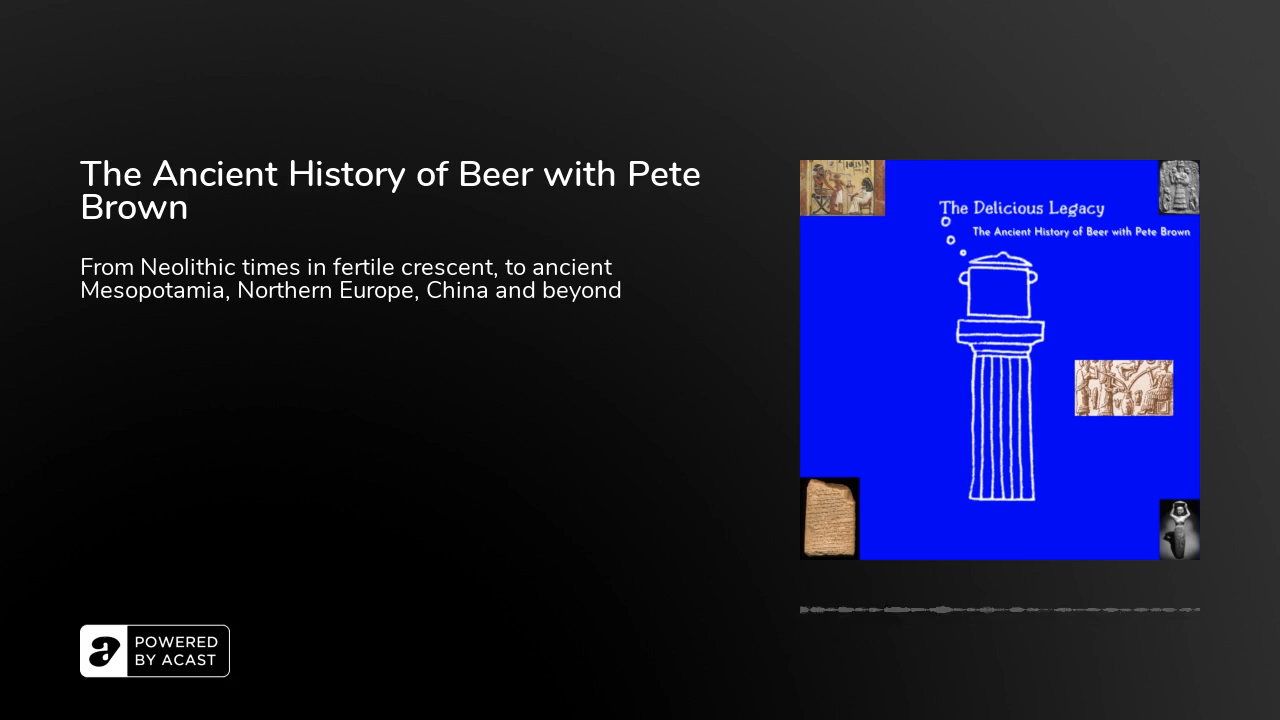 The Ancient History of Beer with Pete
Brown
From Neolithic times in fertile crescent, to ancient
Mesopotamia, Northern Europe, China and beyond
The Delicious Legacy
The Ancient History of Beer with Pete Brown
POWERED
BY ACAST